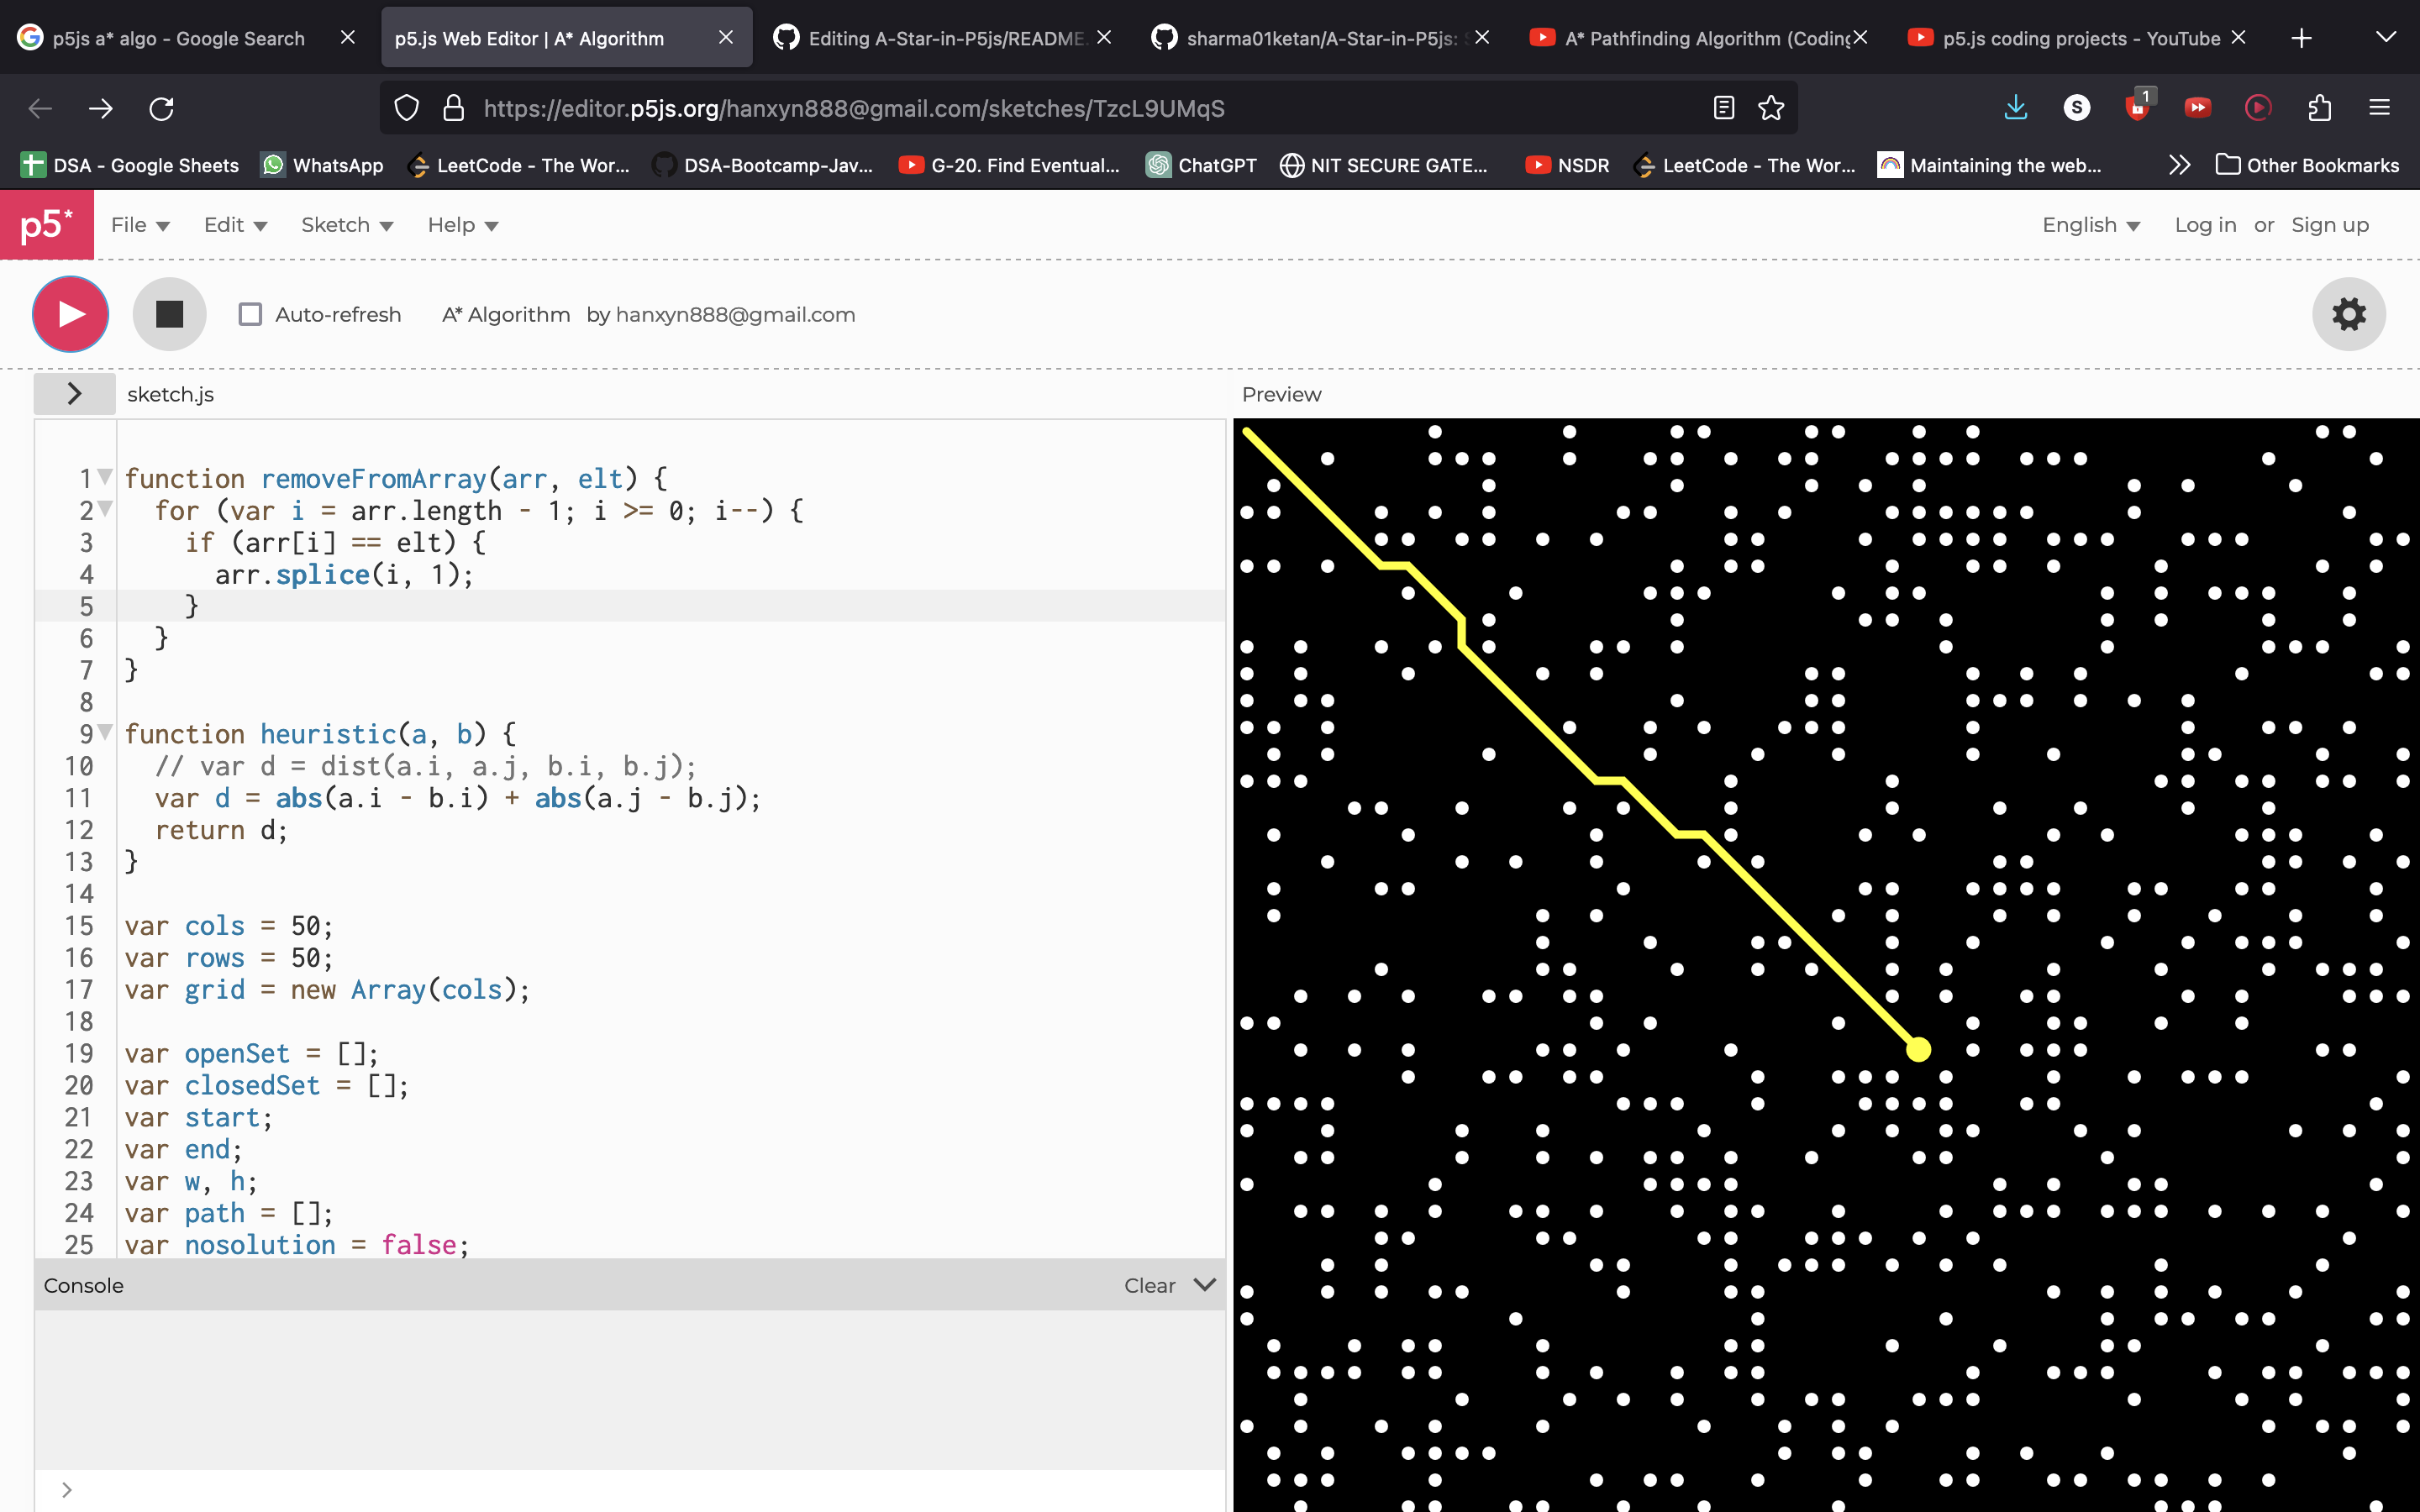 p5js a* algo - Google Search
p5.js Web Editor | A* Algorithm
Editing A-Star-in-P5js/README.
sharma01ketan/A-Star-in-P5js:
A* Pathfinding Algorithm (Coding
p5.js coding projects - YouTube
https://editor.p5js.org/hanxyn888@gmail.com/sketches/TzcL9UMqS
S
1
DSA - Google Sheets
WhatsApp
LeetCode - The Wor...
DSA-Bootcamp-Jav...
G-20. Find Eventual...
ChatGPT
NIT SECURE GATE...
NSDR
LeetCode - The Wor...
Maintaining the web...
Other Bookmarks
p5*
File
Edit
Sketch
Help
English
Log in or Sign up
Auto-refresh
A* Algorithm by hanxyn888@gmail.com
sketch.js
Preview
1 function removeFromArray(arr, elt) {
2 for (var i = arr.length - 1; i >= 0; i--) {
3 if (arr[i] == elt) {
4 arr.splice(i, 1);
5 }
6 }
7 }
8
9 function heuristic(a, b) {
10 // var d = dist(a.i, a.j, b.i, b.j);
11 var d = abs(a.i - b.i) + abs(a.j - b.j);
12 return d;
13 }
14
15 var cols = 50;
16 var rows = 50;
17 var grid = new Array(cols);
18
19 var openSet = [];
20 var closedSet = [];
21 var start;
22 var end;
23 var w, h;
24 var path = [];
25 var nosolution = false;
Console
Clear
>